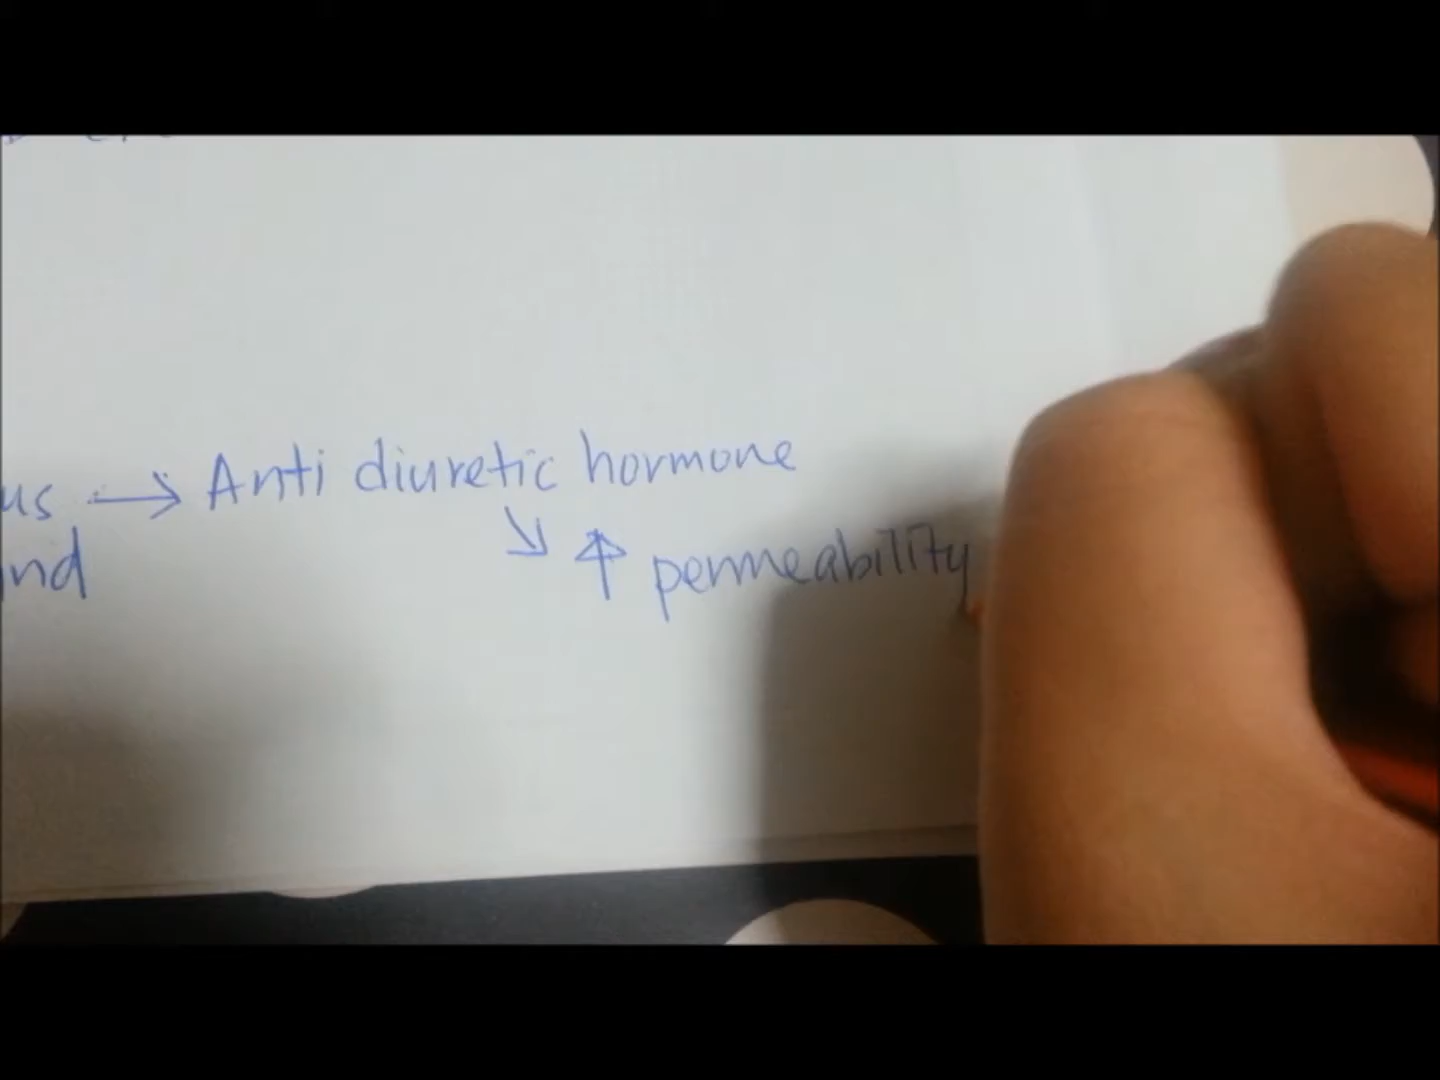 us → Anti diuretic hormone
↘ ↑ permeability
nd